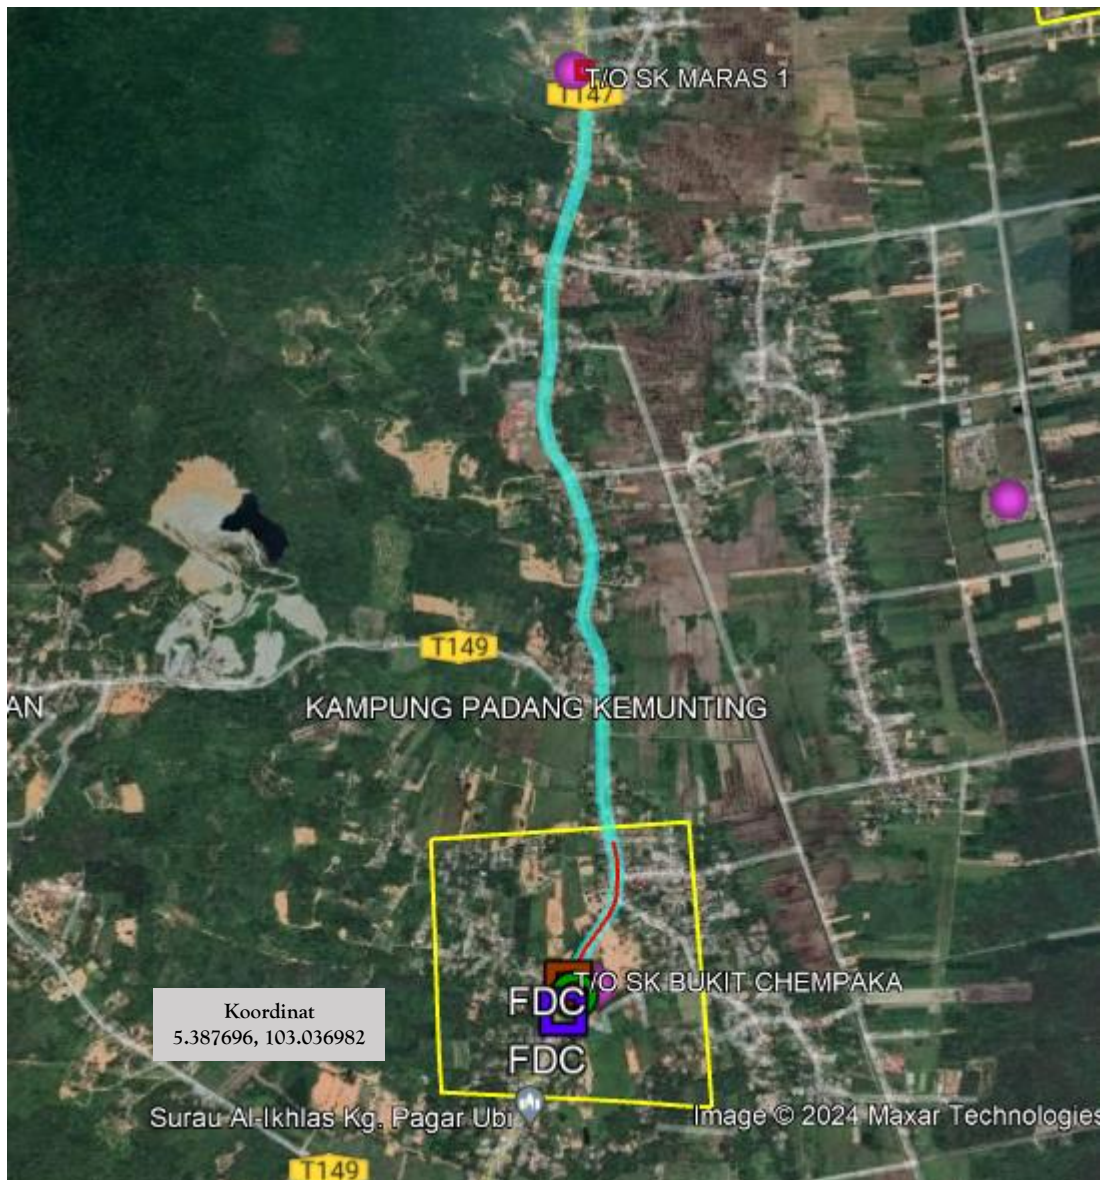 T/O SK MARAS 1
T147
T149
AN
KAMPUNG PADANG KEMUNTING
T/O SK BUKIT CHEMPAKA
FDC
Koordinat
5.387696, 103.036982
FDC
Surau Al-Ikhlas Kg. Pagar Ubi
Image © 2024 Maxar Technologies
T149